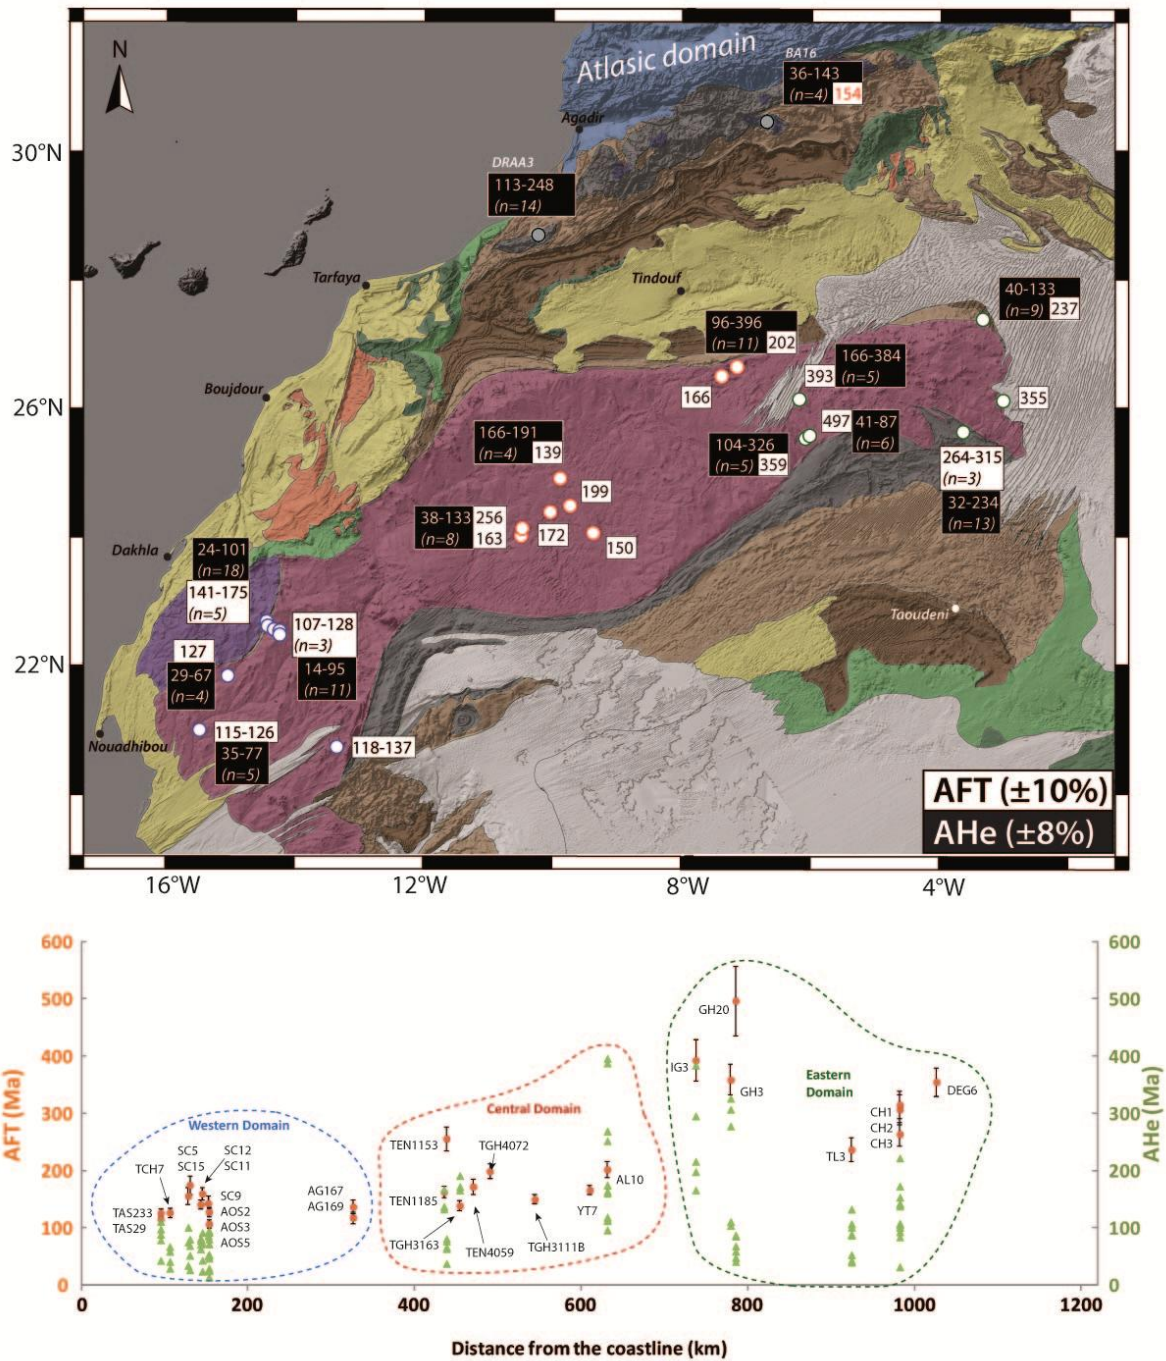 N
Atlasic domain
BA16
36-143
(n=4) 154
Agadir
30°N
DRAA3
113-248
(n=14)
Tarfaya
Tindouf
40-133
(n=9) 237
96-396
(n=11) 202
166-384
393 (n=5)
166
355
Boujdour
26°N
497 41-87
(n=6)
166-191
(n=4) 139
104-326
(n=5) 359
264-315
(n=3)
32-234
(n=13)
199
38-133 256
(n=8) 163
172
150
Dakhla
24-101
(n=18)
141-175
(n=5)
107-128
(n=3)
14-95
(n=11)
Taoudeni
127
29-67
(n=4)
22°N
115-126
35-77
(n=5)
118-137
Nouadhibou
AFT (±10%)
AHe (±8%)
16°W 12°W 8°W 4°W
600 600
500 500
400 400
300 300
200 200
100 100
0 0
AFT (Ma)
AHe (Ma)
GH20
IG3
GH3
Eastern
Domain
DEG6
CH1
CH2
CH3
TL3
Central Domain
TEN1153
TGH4072
AL10
TEN1185
YT7
TGH3163
TEN4059
TGH3111B
Western Domain
SC5
SC15
SC12
SC11
TCH7
SC9
AOS2
AOS3
AOS5
TAS233
TAS29
AG167
AG169
0 200 400 600 800 1000 1200
Distance from the coastline (km)